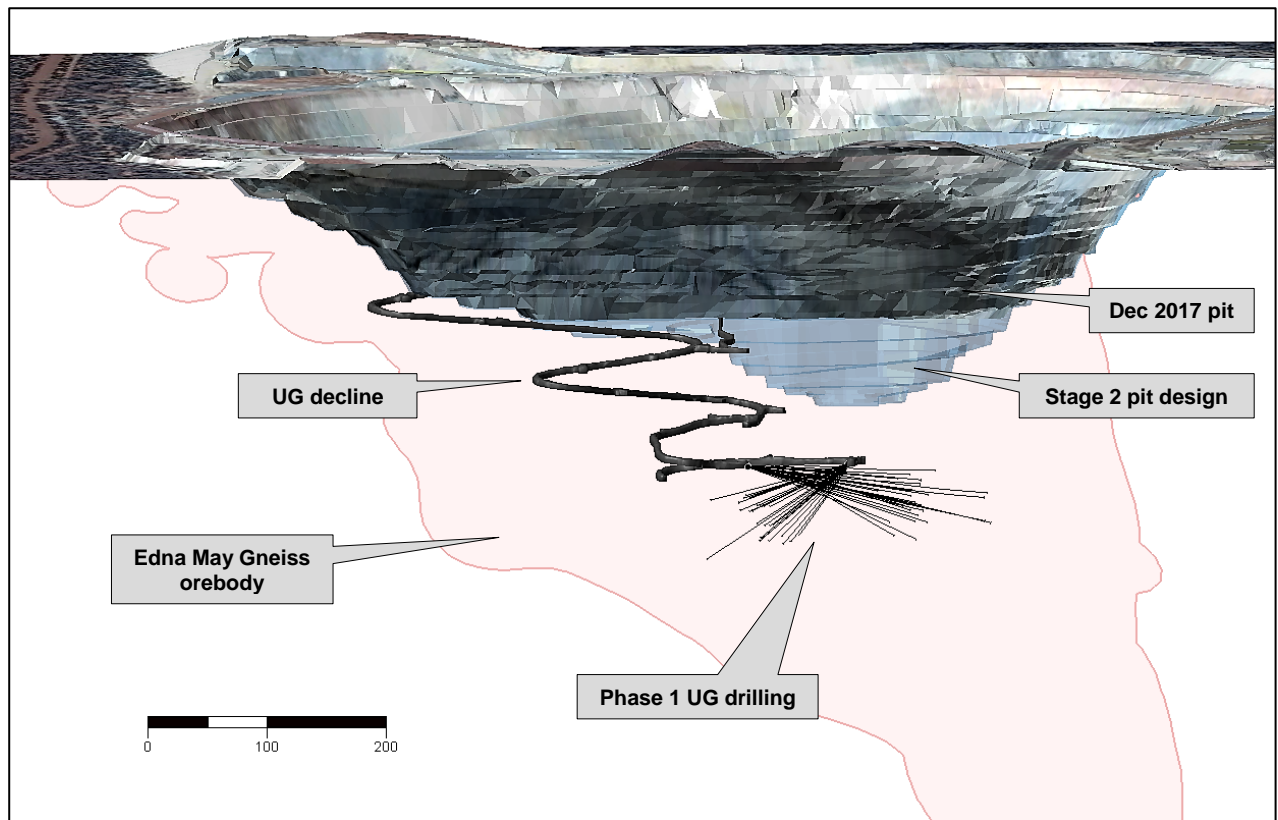 Dec 2017 pit
UG decline
Stage 2 pit design
Edna May Gneiss
orebody
Phase 1 UG drilling
0
100
200